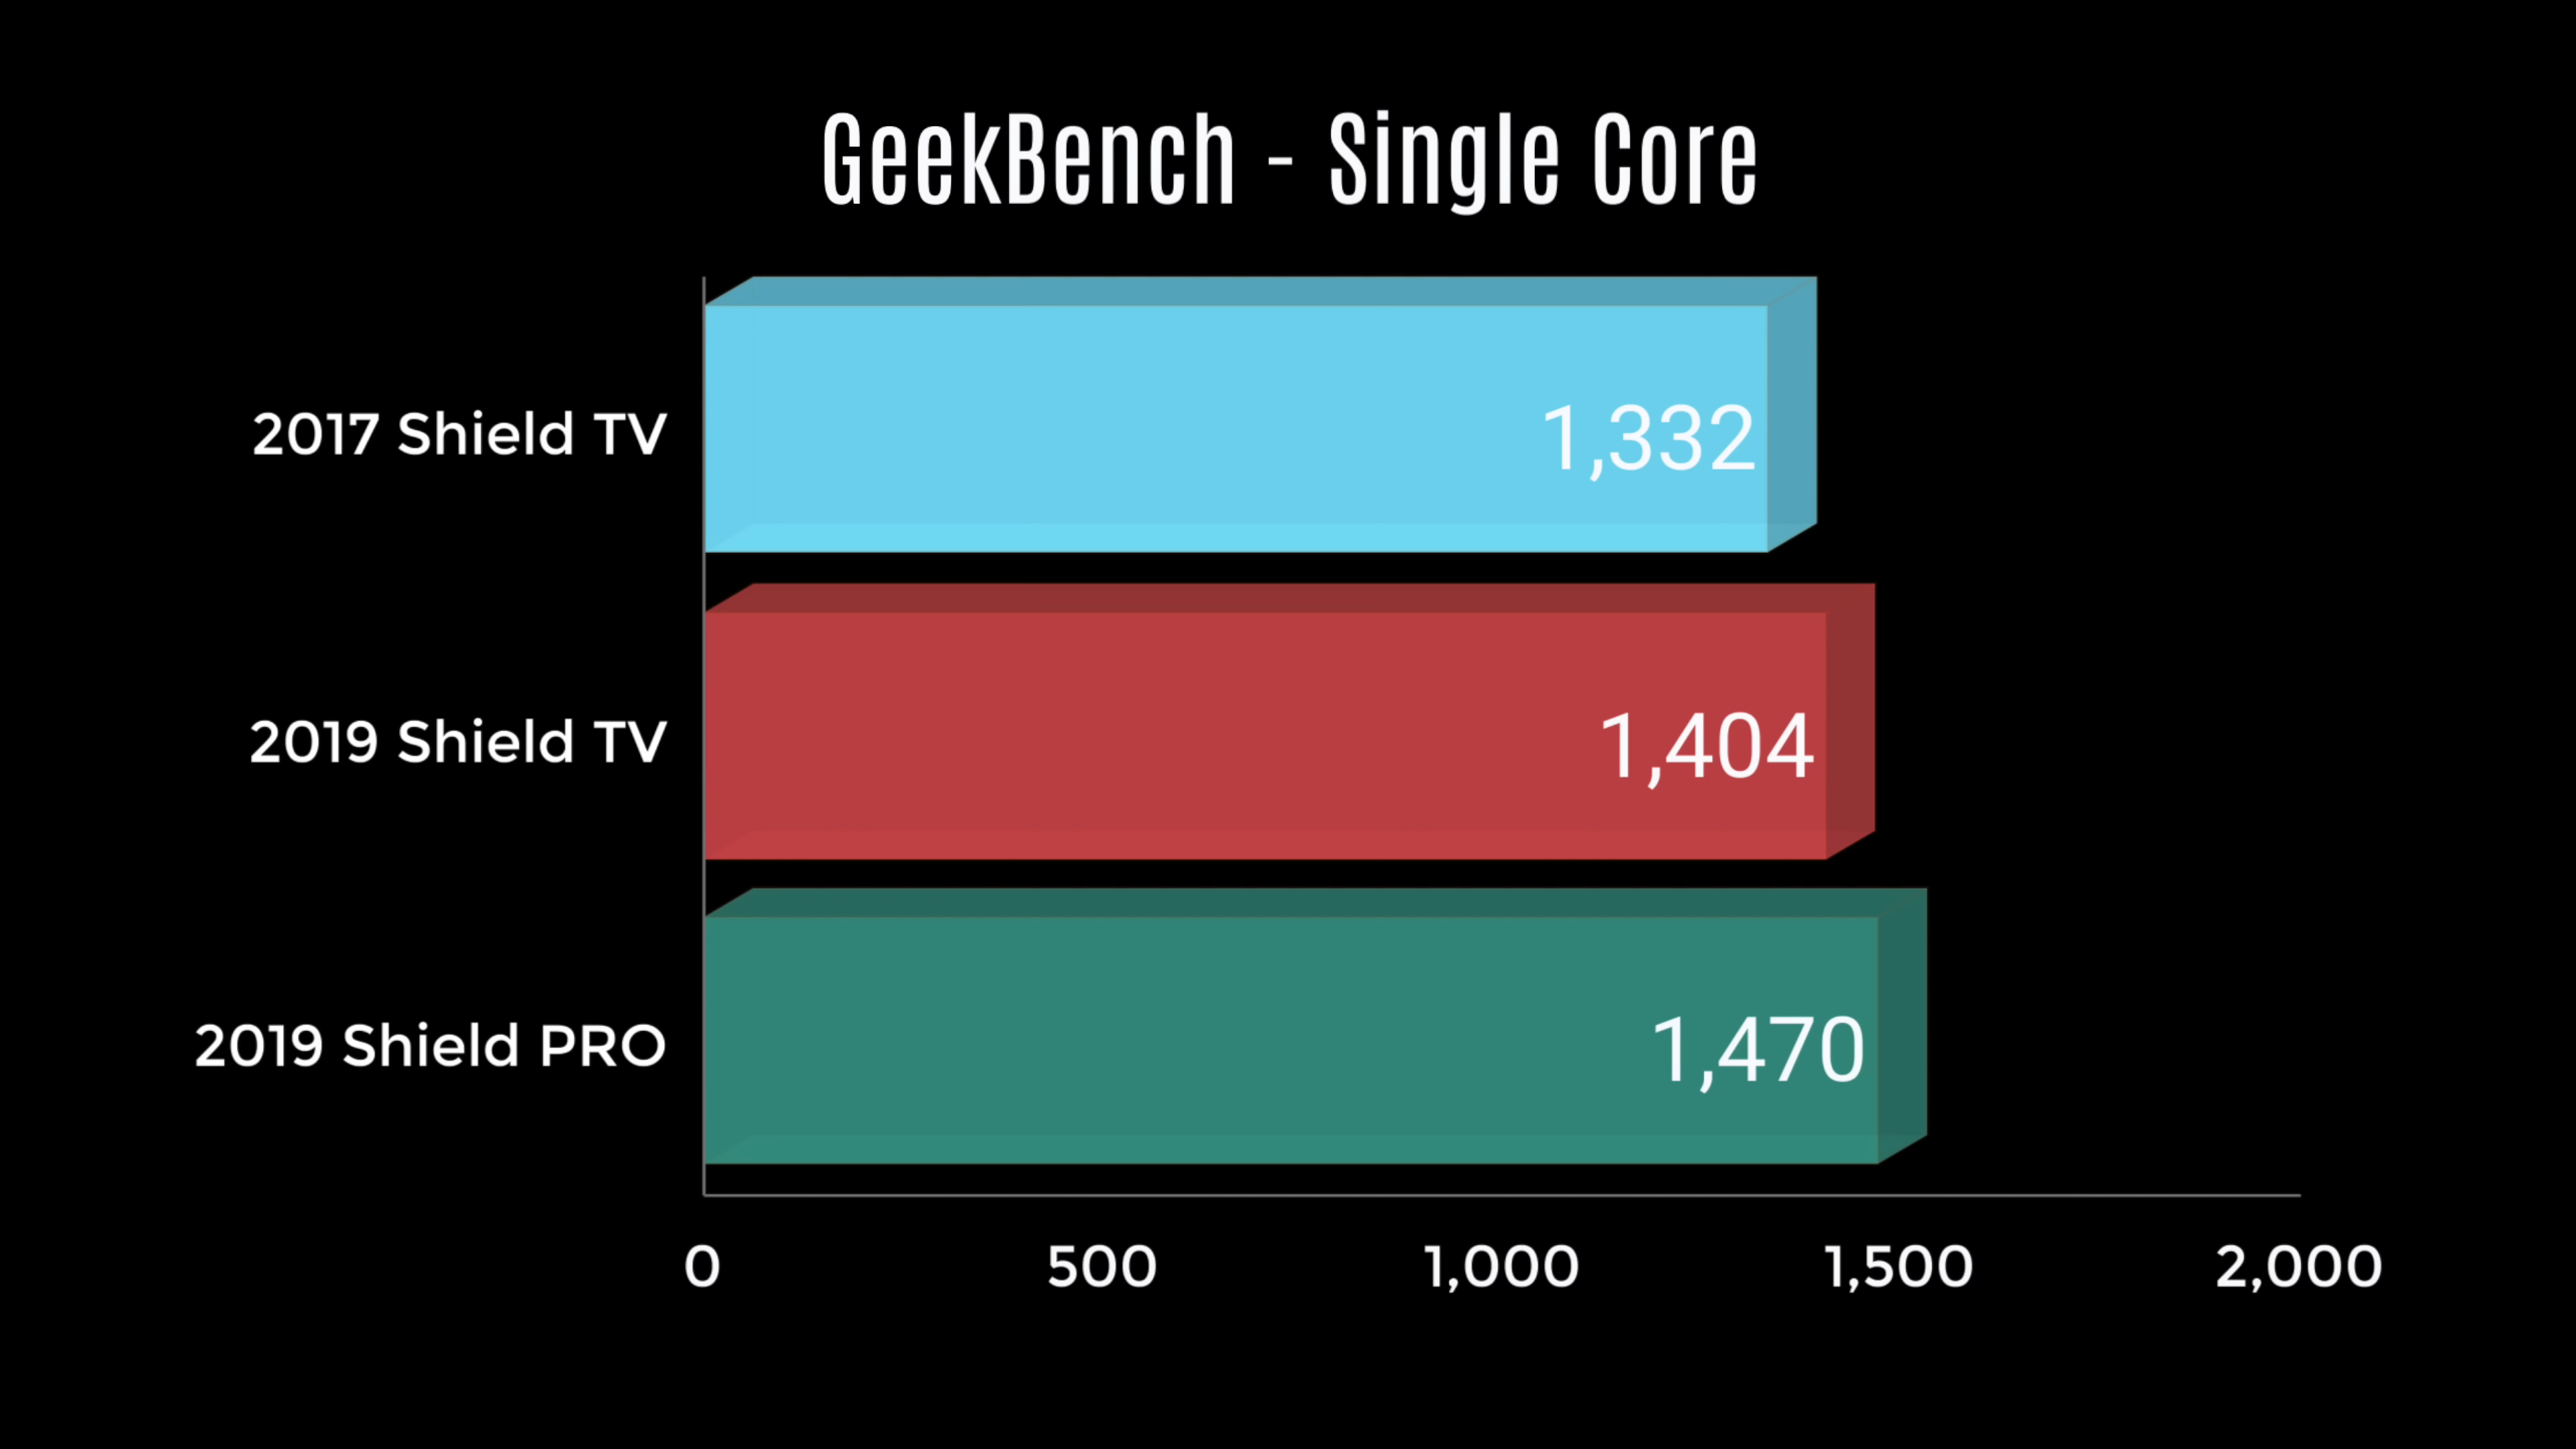 GeekBench - Single Core
2017 Shield TV
1,332
2019 Shield TV
1,404
2019 Shield PRO
1,470
0 500 1,000 1,500 2,000